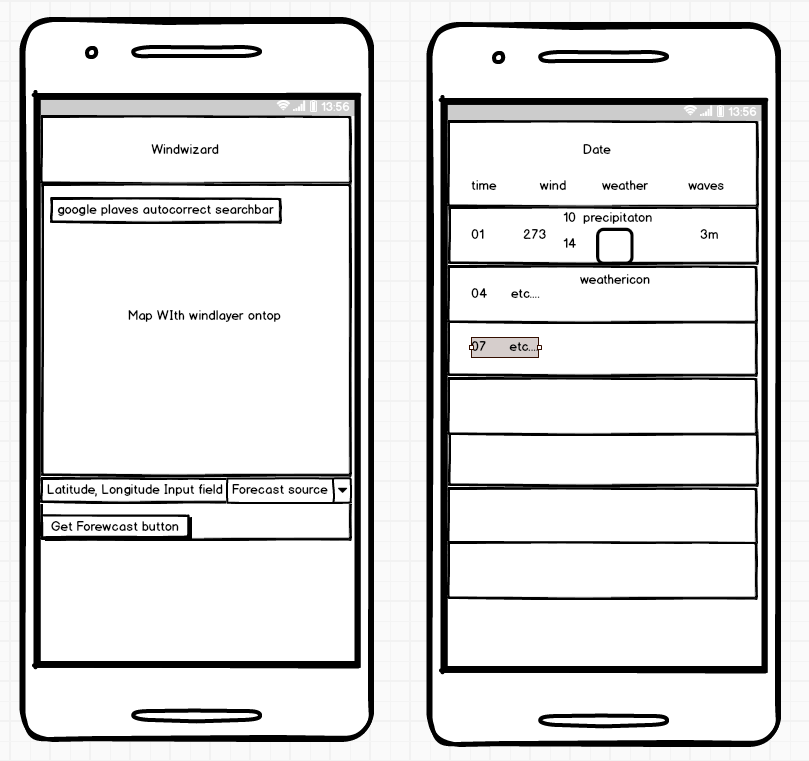 13:56
Windwizard
google plaves autocorrect searchbar
Map WIth windlayer ontop
Latitude, Longitude Input field
Forecast source
Get Forewcast button
13:56
Date
time wind weather waves
10 precipitaton
01 273 3m
14
weathericon
04 etc....
07 etc....